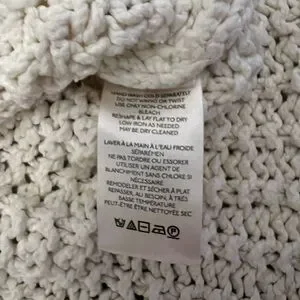 HAND WASH COLD SEPARATELY
DO NOT WRING OR TWIST
USE ONLY NON-CHLORINE
BLEACH
RESHAPE & LAY FLAT TO DRY
LOW IRON AS NEEDED
MAY BE DRY CLEANED
LAVER À LA MAIN À L'EAU FROIDE
SÉPARÉMEN
NE PAS TORDRE OU ESSORER
UTILISER UN AGENT DE
BLANCHIMENT SANS CHLORE SI
NÉCESSAIRE
REMODELER ET SÉCHER À PLAT
REPASSER, AU BESOIN, À TRÈS
BASSE TEMPÉRATURE
PEUT-ÊTRE NETTOYÉ SEC